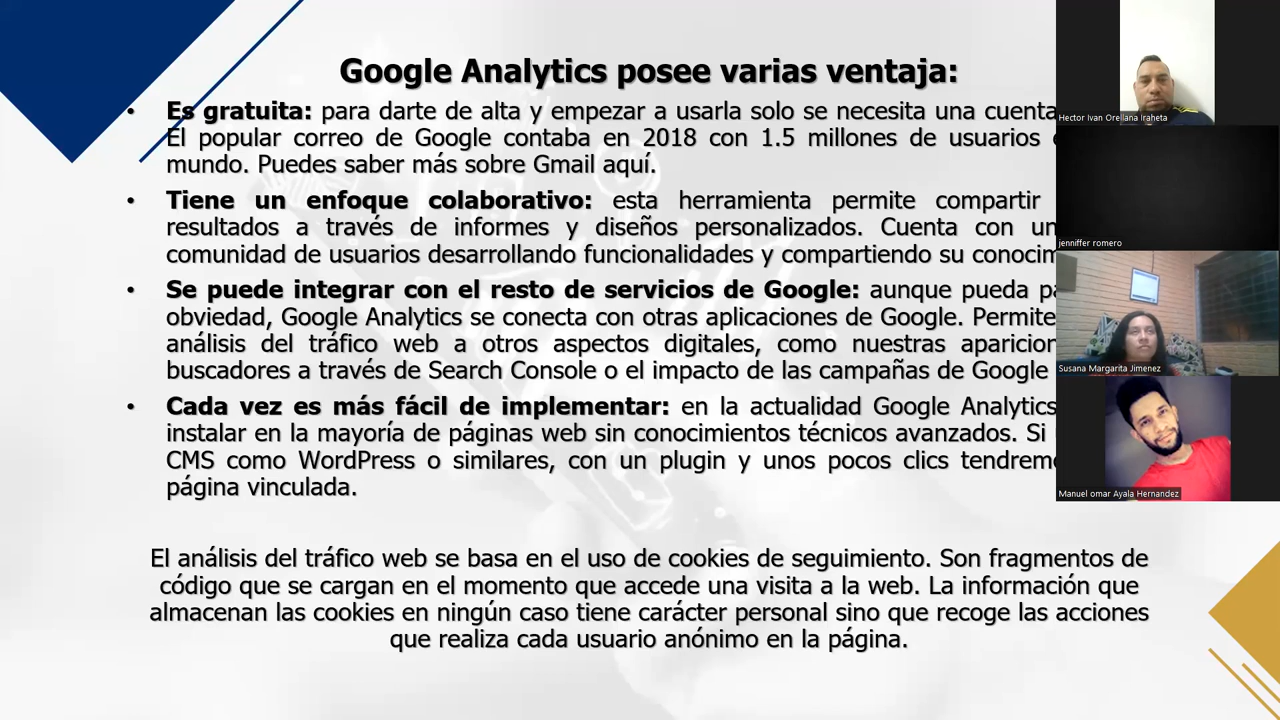 Google Analytics posee varias ventaja:
• Es gratuita: para darte de alta y empezar a usarla solo se necesita una cuenta
El popular correo de Google contaba en 2018 con 1.5 millones de usuarios
mundo. Puedes saber más sobre Gmail aquí.
• Tiene un enfoque colaborativo: esta herramienta permite compartir
resultados a través de informes y diseños personalizados. Cuenta con
comunidad de usuarios desarrollando funcionalidades y compartiendo su
• Se puede integrar con el resto de servicios de Google: aunque pueda
obviedad, Google Analytics se conecta con otras aplicaciones de Google. Permite
análisis del tráfico web a otros aspectos digitales, como nuestras
buscadores a través de Search Console o el impacto de las campañas de Google
• Cada vez es más fácil de implementar: en la actualidad Google Analytics
instalar en la mayoría de páginas web sin conocimientos técnicos avanzados. Si
CMS como WordPress o similares, con un plugin y unos pocos clics
página vinculada.
El análisis del tráfico web se basa en el uso de cookies de seguimiento. Son fragmentos de
código que se cargan en el momento que accede una visita a la web. La información que
almacenan las cookies en ningún caso tiene carácter personal sino que recoge las acciones
que realiza cada usuario anónimo en la página.
Hector Ivan Orellana Iraheta
jenniffer romero
Susana Margarita Jimenez
Manuel omar Ayala Hernandez